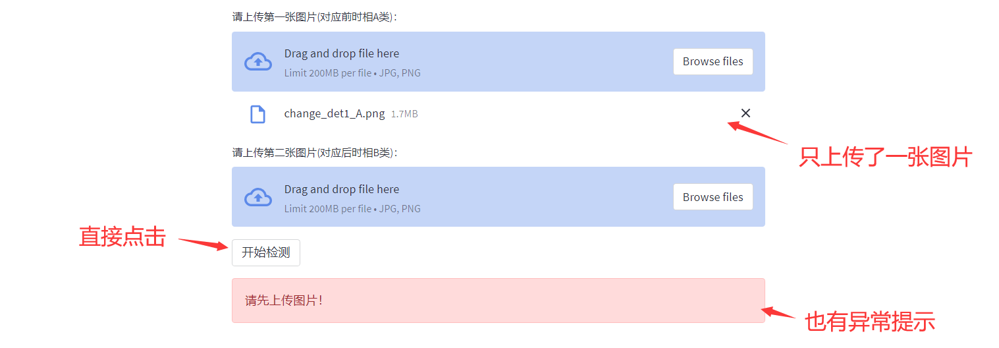 请上传第一张图片(对应前时相A类)：
Drag and drop file here
Limit 200MB per file • JPG, PNG
Browse files
change_det1_A.png 1.7MB
只上传了一张图片
请上传第二张图片(对应后时相B类)：
Drag and drop file here
Limit 200MB per file • JPG, PNG
Browse files
直接点击
开始检测
请先上传图片！
也有异常提示